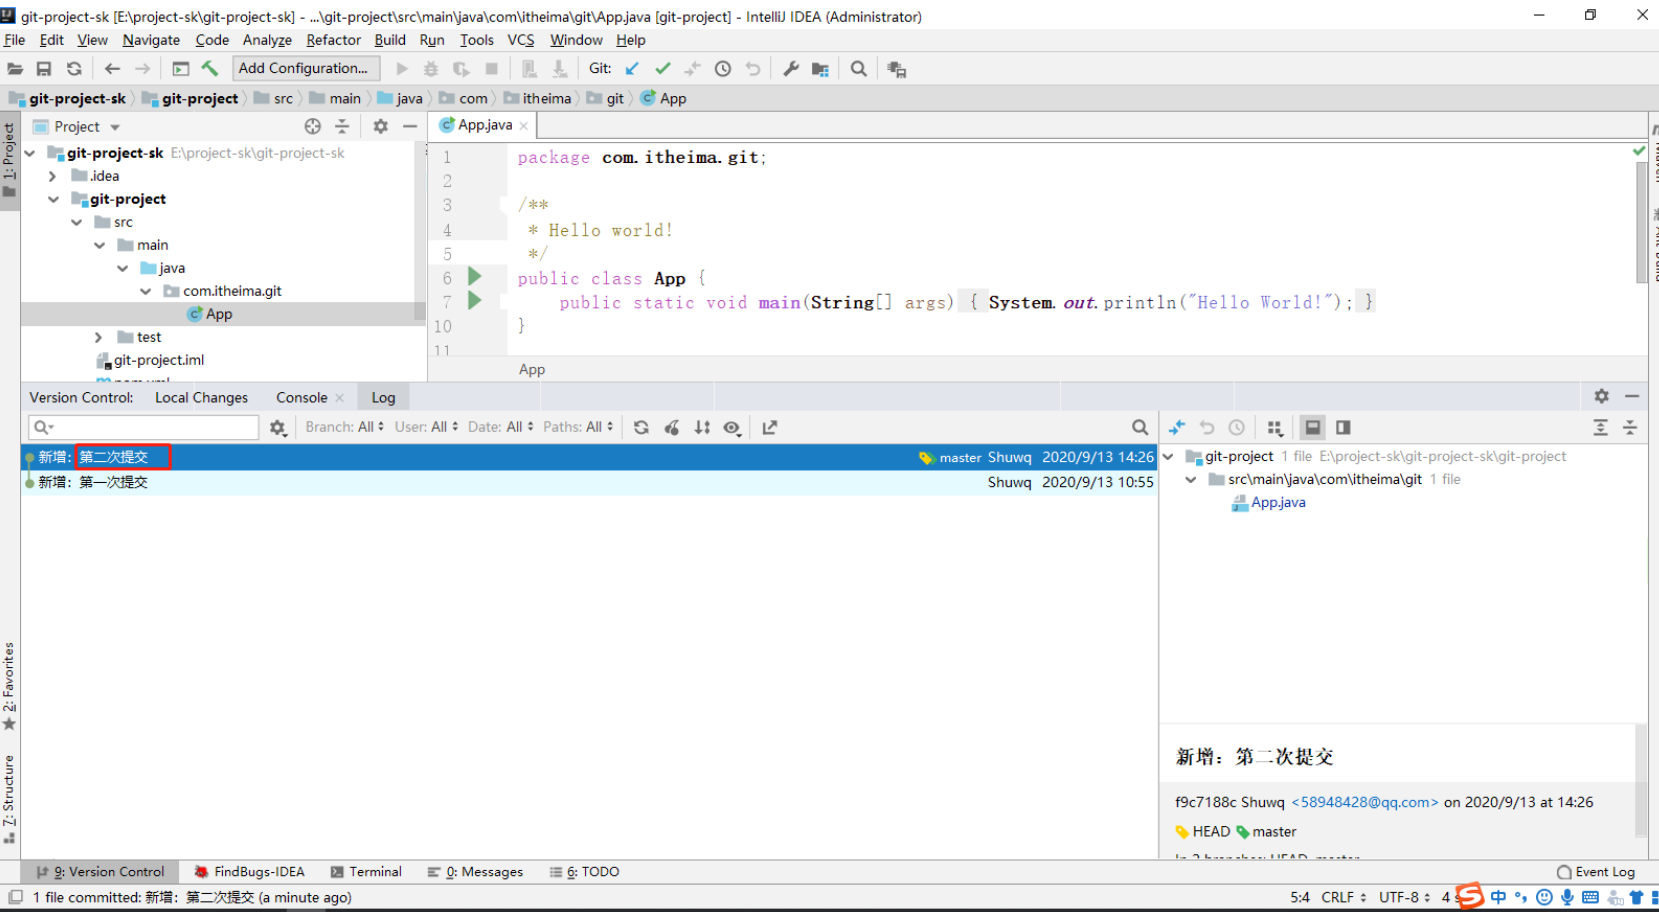 git-project-sk [E:\project-sk\git-project-sk] - ...\git-project\src\main\java\com\itheima\git\App.java [git-project] - IntelliJ IDEA (Administrator)
File Edit View Navigate Code Analyze Refactor Build Run Tools VCS Window Help
Add Configuration... Git:
git-project-sk git-project src main java com itheima git App
Project
App.java
1: Project
git-project-sk E:\project-sk\git-project-sk
.idea
git-project
src
main
java
com.itheima.git
App
test
git-project.iml
pom.xml
1 package com.itheima.git;
2
3 /**
4 * Hello world!
5 */
6 public class App {
7 public static void main(String[] args) { System.out.println("Hello World!"); }
10 }
11
App
Version Control: Local Changes Console Log
Branch: All User: All Date: All Paths: All
新增：第二次提交 master Shuwq 2020/9/13 14:26
新增：第一次提交 Shuwq 2020/9/13 10:55
git-project 1 file E:\project-sk\git-project-sk\git-project
src\main\java\com\itheima\git 1 file
App.java
新增：第二次提交
f9c7188c Shuwq <58948428@qq.com> on 2020/9/13 at 14:26
HEAD master
In 2 branches: HEAD, master
2: Favorites
7: Structure
9: Version Control FindBugs-IDEA Terminal 0: Messages 6: TODO Event Log
1 file committed: 新增：第二次提交 (a minute ago) 5:4 CRLF UTF-8 4 s 中